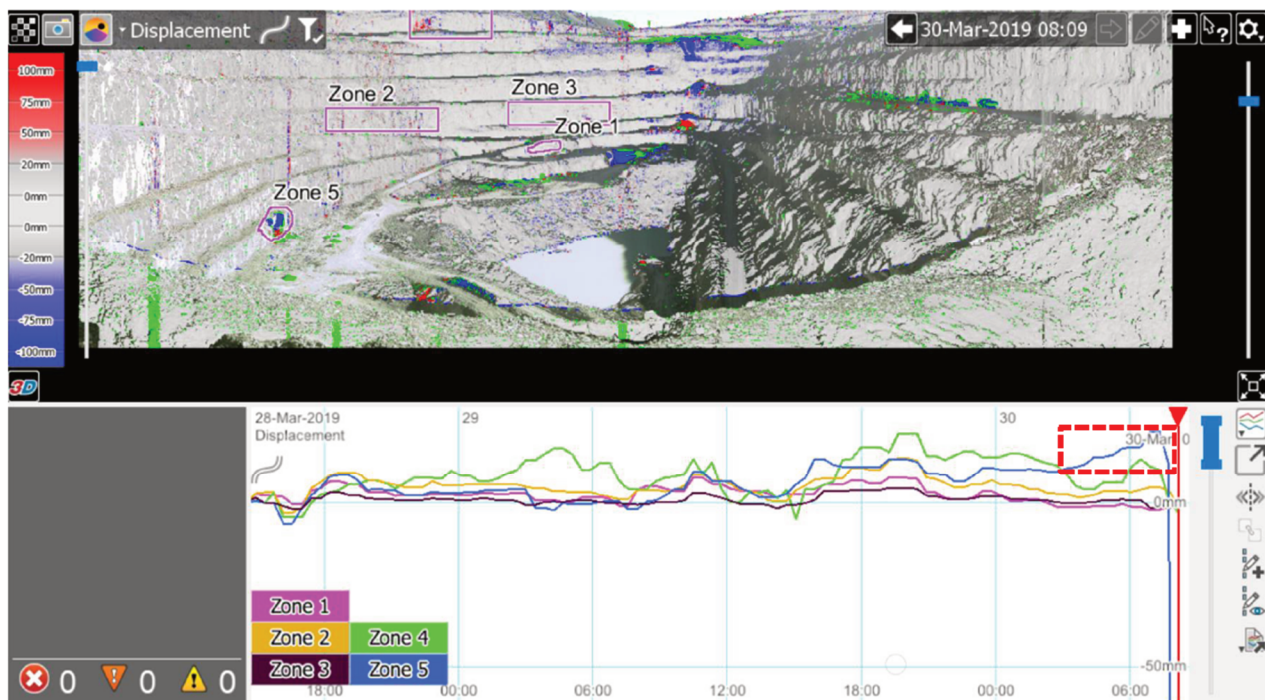 Displacement
30-Mar-2019 08:09
100mm
75mm
50mm
20mm
0mm
0mm
-20mm
-50mm
-75mm
-100mm
Zone 2
Zone 3
Zone 1
Zone 5
3D
28-Mar-2019
29
30
Displacement
30-Mar 0
0mm
-50mm
Zone 1
Zone 2
Zone 4
Zone 3
Zone 5
0
0
0
18:00
00:00
06:00
12:00
18:00
00:00
06:00